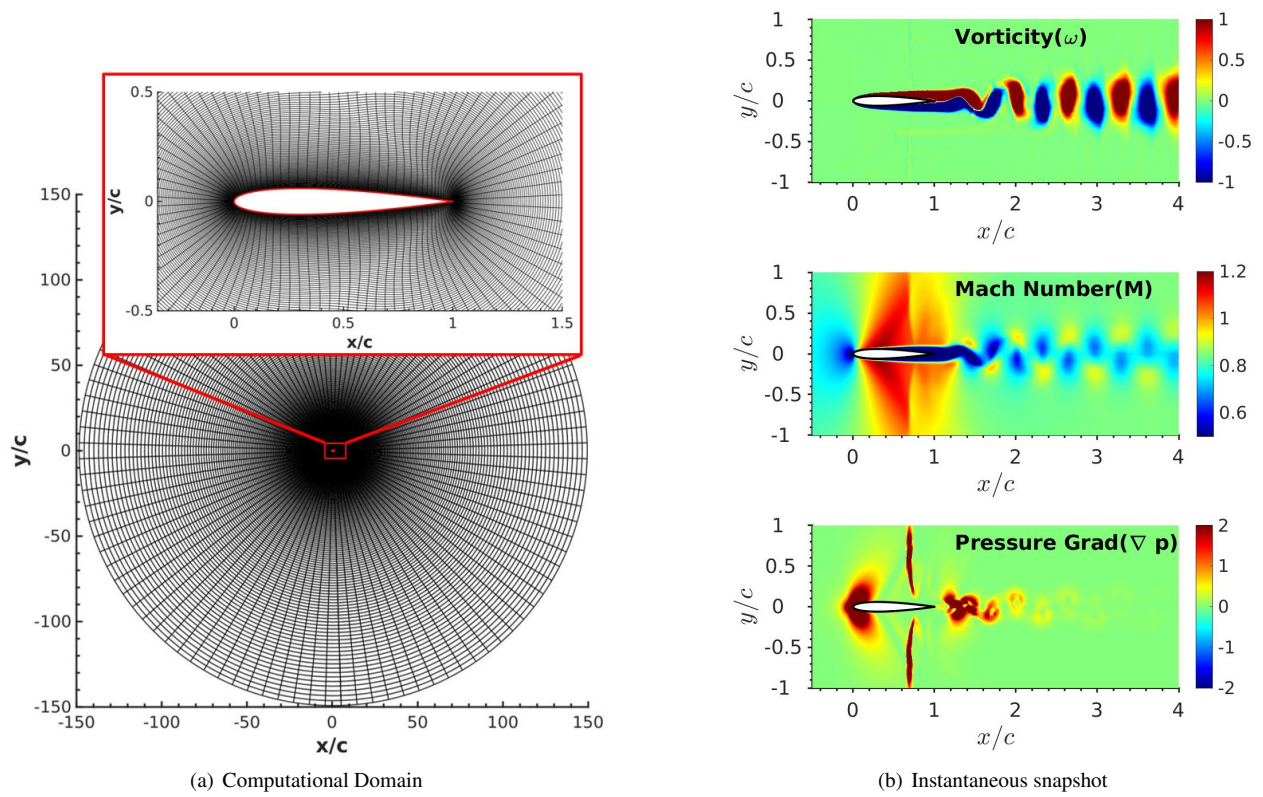 0.5
0
-0.5
y/c
0 0.5 1 1.5
x/c
150
100
50
0
-50
-100
-150
y/c
-150 -100 -50 0 50 100 150
x/c
(a) Computational Domain
Vorticity(ω)
1
0.5
0
-0.5
-1
y/c
0 1 2 3 4
x/c
1
0.5
0
-0.5
-1
Mach Number(M)
1
0.5
0
-0.5
-1
y/c
0 1 2 3 4
x/c
1.2
1
0.8
0.6
Pressure Grad(∇ p)
1
0.5
0
-0.5
-1
y/c
0 1 2 3 4
x/c
2
1
0
-1
-2
(b) Instantaneous snapshot